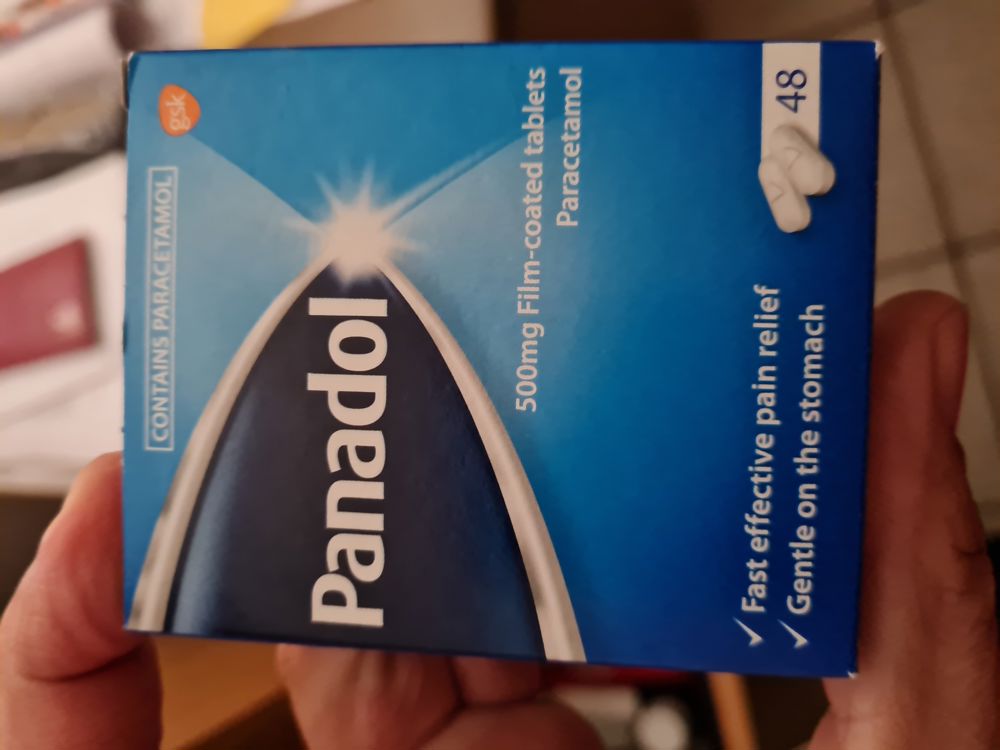 gsk
CONTAINS PARACETAMOL
Panadol
500mg Film-coated tablets
Paracetamol
48
Fast effective pain relief
Gentle on the stomach